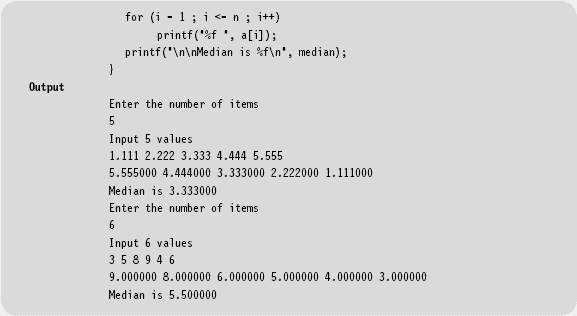 for (i - 1 ; i <= n ; i++)
printf("%f ", a[i]);
printf("\n\nMedian is %f\n", median);
}
Output
Enter the number of items
5
Input 5 values
1.111 2.222 3.333 4.444 5.555
5.555000 4.444000 3.333000 2.222000 1.111000
Median is 3.333000
Enter the number of items
6
Input 6 values
3 5 8 9 4 6
9.000000 8.000000 6.000000 5.000000 4.000000 3.000000
Median is 5.500000